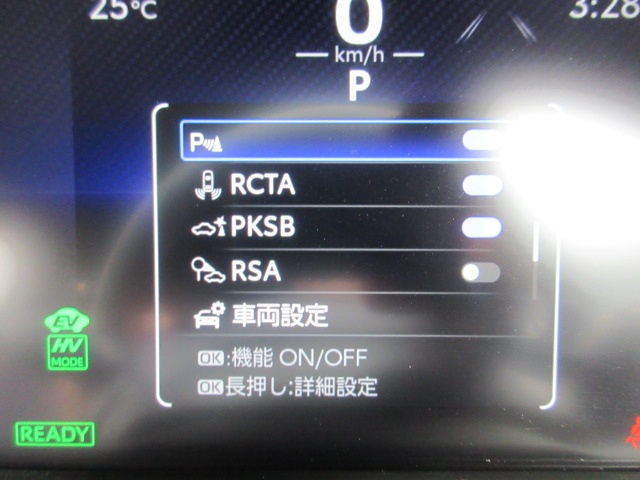 25℃
0
3:28
km/h
P
P
RCTA
PKSB
RSA
車両設定
OK:機能 ON/OFF
OK長押し:詳細設定
EV
HV
MODE
READY